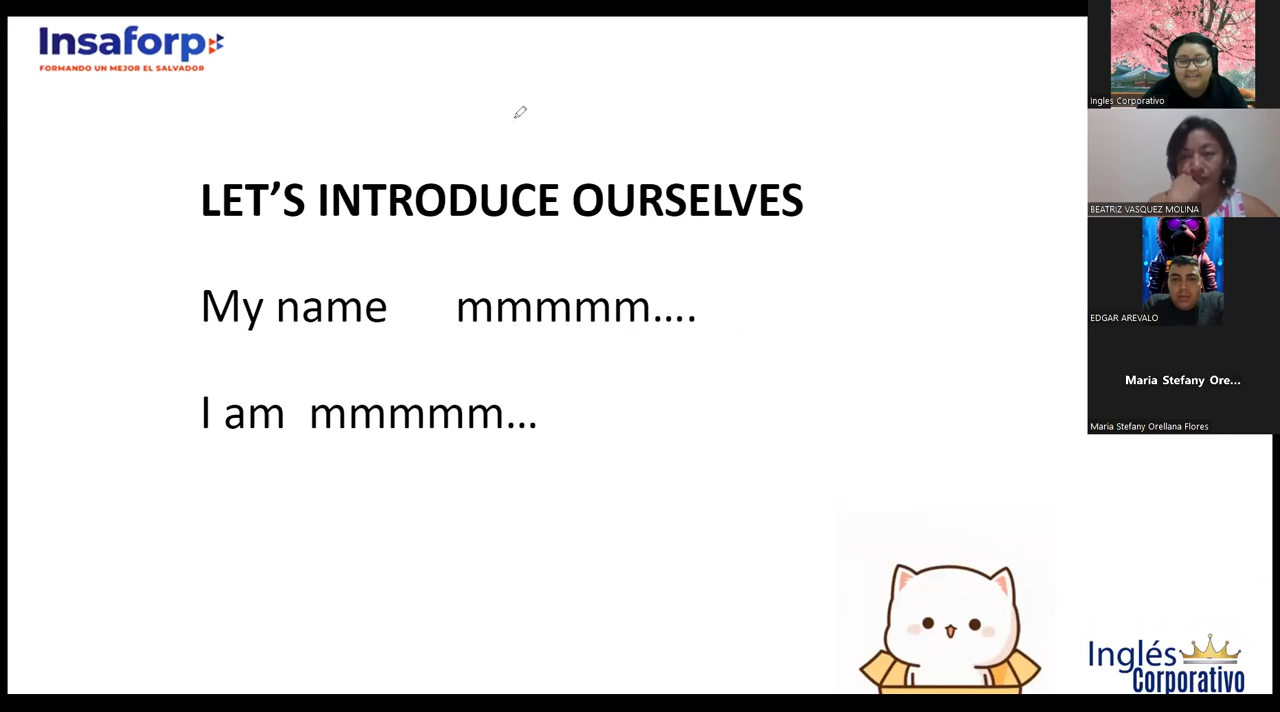 Insaforp
FORMANDO UN MEJOR EL SALVADOR
LET'S INTRODUCE OURSELVES
My name mmmmm....
I am mmmmm...
Ingles Corporativo
BEATRIZ VASQUEZ MOLINA
EDGAR AREVALO
Maria Stefany Ore...
Maria Stefany Orellana Flores
Inglés
Corporativo